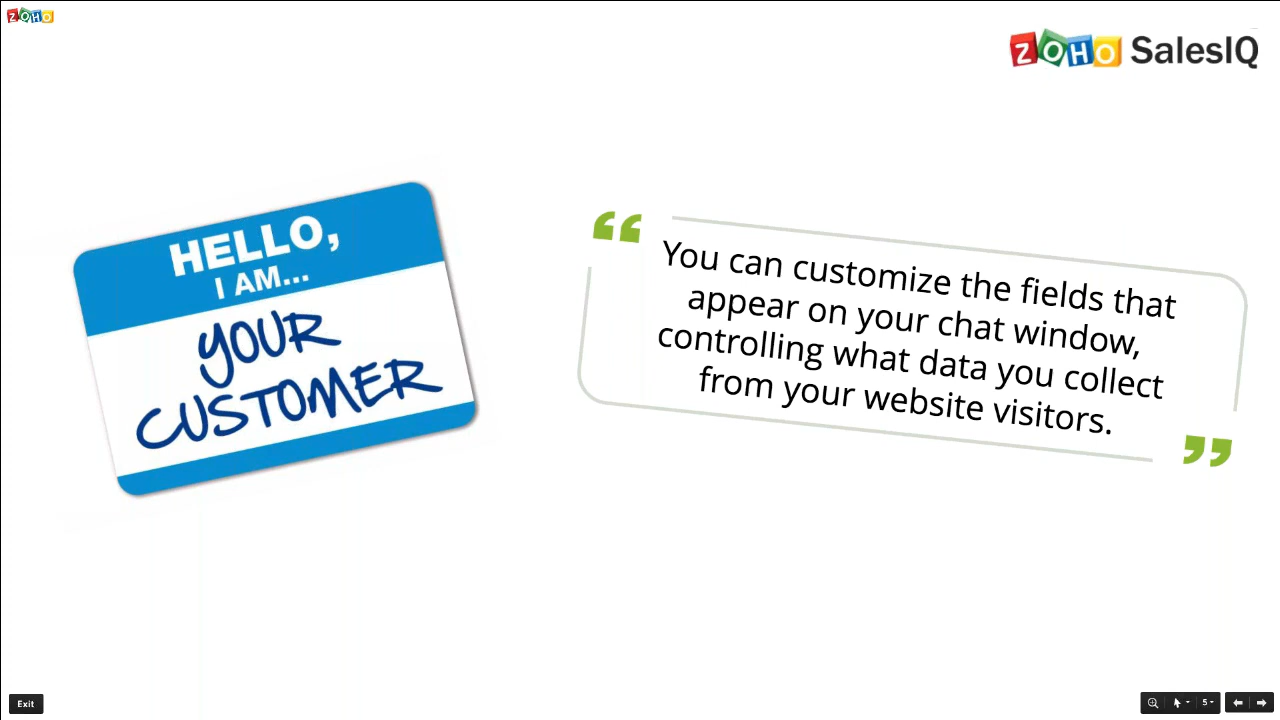 ZOHO
ZOHO SalesIQ
HELLO,
I AM...
YOUR
CUSTOMER
“
You can customize the fields that
appear on your chat window,
controlling what data you collect
from your website visitors.
”
Exit
5